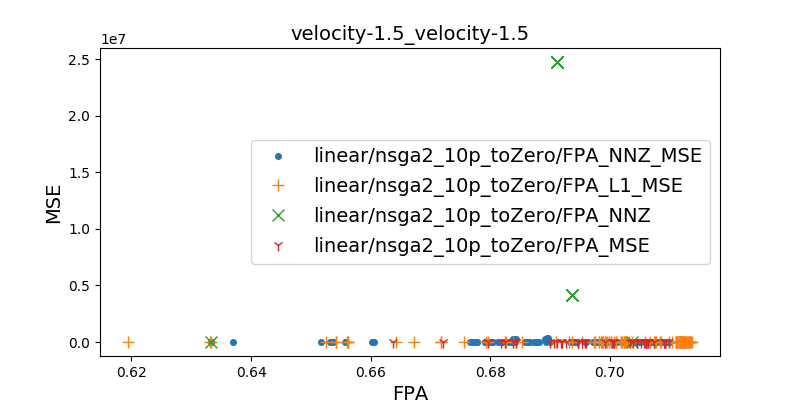 velocity-1.5_velocity-1.5
1e7
2.5
2.0
1.5
1.0
0.5
0.0
MSE
linear/nsga2_10p_toZero/FPA_NNZ_MSE
linear/nsga2_10p_toZero/FPA_L1_MSE
linear/nsga2_10p_toZero/FPA_NNZ
linear/nsga2_10p_toZero/FPA_MSE
0.62 0.64 0.66 0.68 0.70
FPA